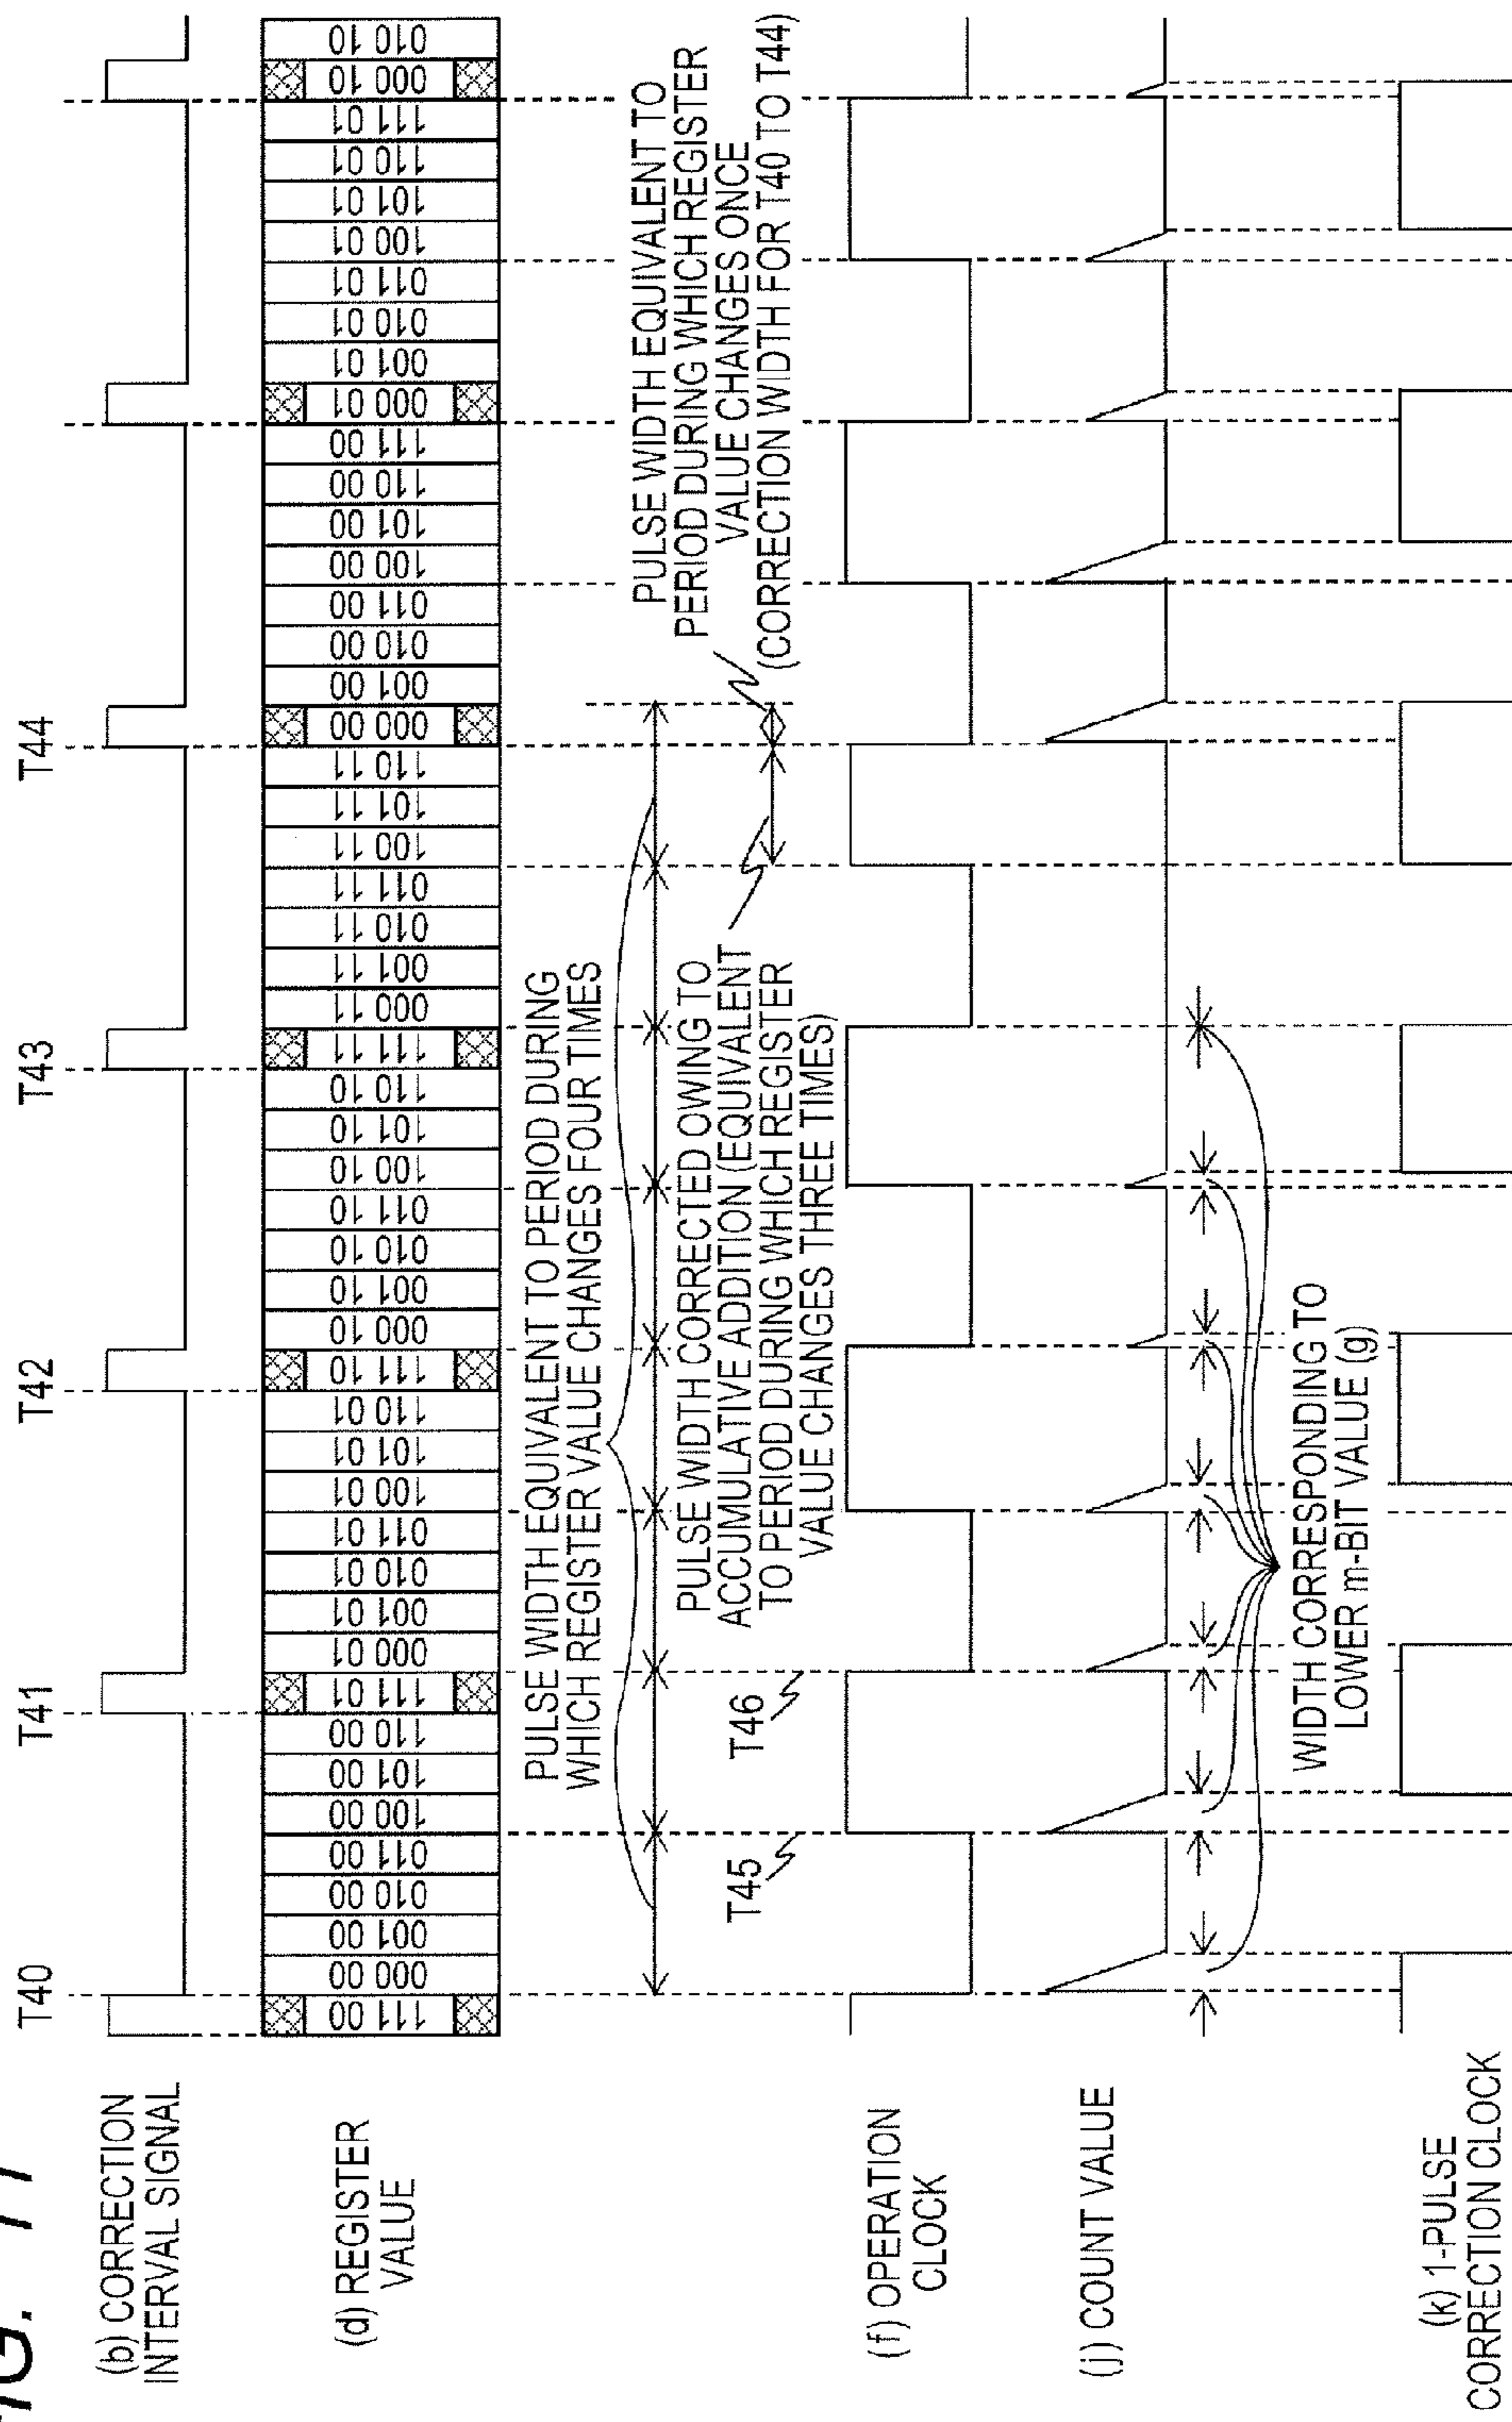 FIG. 11
T40
T41
T42
T43
T44
(b) CORRECTION
INTERVAL SIGNAL
(d) REGISTER
VALUE
111 00
000 00
001 00
010 00
011 00
100 00
101 00
110 00
111 01
000 01
001 01
010 01
011 01
100 01
101 01
110 01
111 10
000 10
001 10
010 10
011 10
100 10
101 10
110 10
111 11
000 11
001 11
010 11
011 11
100 11
101 11
110 11
000 00
001 00
010 00
011 00
100 00
101 00
110 00
111 00
000 01
001 01
010 01
011 01
100 01
101 01
110 01
111 01
000 10
010 10
PULSE WIDTH EQUIVALENT TO PERIOD DURING
WHICH REGISTER VALUE CHANGES FOUR TIMES
PULSE WIDTH EQUIVALENT TO
PERIOD DURING WHICH REGISTER
VALUE CHANGES ONCE
(CORRECTION WIDTH FOR T40 TO T44)
T45
T46
PULSE WIDTH CORRECTED OWING TO
ACCUMULATIVE ADDITION (EQUIVALENT
TO PERIOD DURING WHICH REGISTER
VALUE CHANGES THREE TIMES)
(f) OPERATION
CLOCK
(j) COUNT VALUE
WIDTH CORRESPONDING TO
LOWER m-BIT VALUE (g)
(k) 1-PULSE
CORRECTION CLOCK